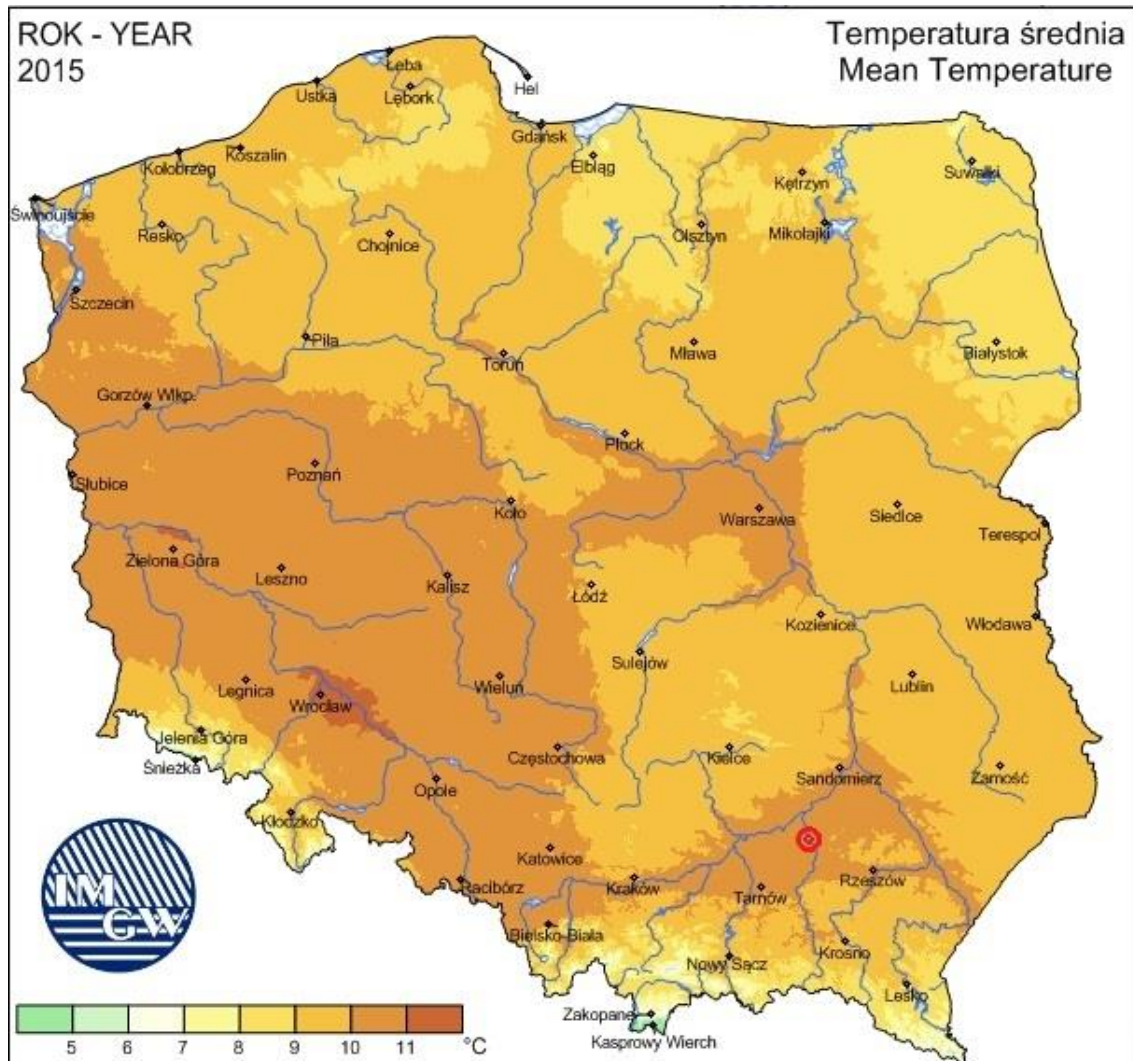 ROK - YEAR
2015
Temperatura średnia
Mean Temperature
Łeba
Hel
Ustka
Lębork
Gdańsk
Koszalin
Kołobrzeg
Elbląg
Suwałki
Kętrzyn
Świnoujście
Resko
Chojnice
Olsztyn
Mikołajki
Szczecin
Piła
Toruń
Mława
Białystok
Gorzów Wlkp.
Płock
Poznań
Słubice
Koło
Warszawa
Siedlce
Terespol
Zielona Góra
Leszno
Kalisz
Łódź
Kozienice
Włodawa
Sulejów
Legnica
Wrocław
Wieluń
Lublin
Jelenia Góra
Śnieżka
Częstochowa
Kielce
Sandomierz
Zamość
Opole
Kłoczko
Katowice
Racibórz
Kraków
Tarnów
Rzeszów
Bielsko-Biała
Krosno
Nowy Sącz
Lesko
Zakopane
Kasprowy Wierch
IM
GW
5 6 7 8 9 10 11 °C